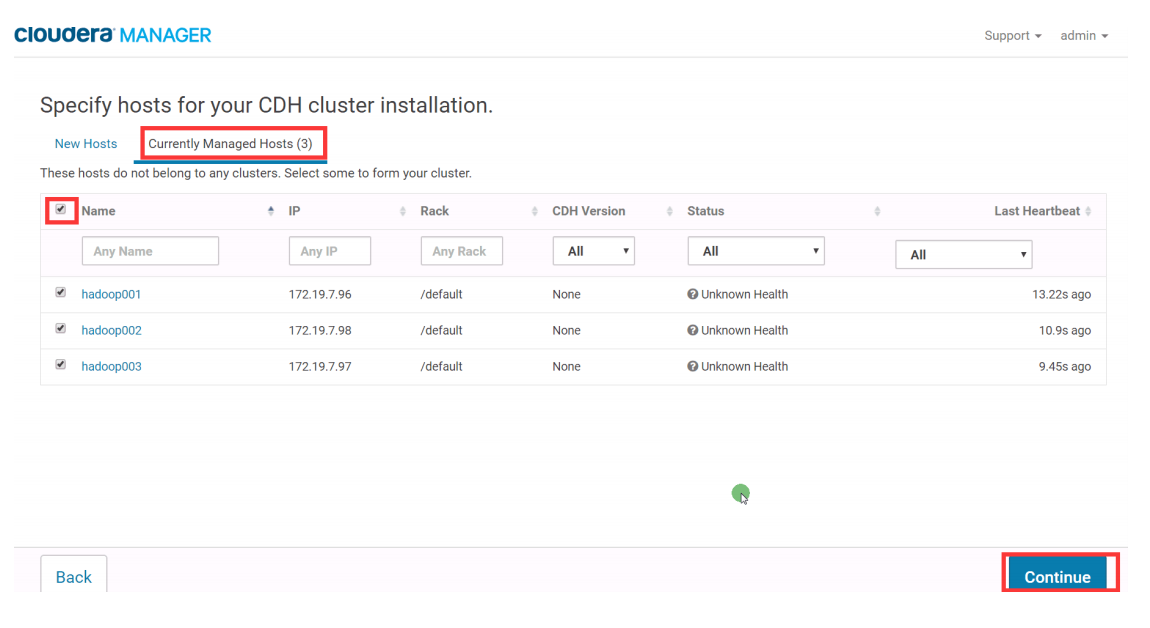 cloudera MANAGER
Support admin
Specify hosts for your CDH cluster installation.
New Hosts Currently Managed Hosts (3)
These hosts do not belong to any clusters. Select some to form your cluster.
Name IP Rack CDH Version Status Last Heartbeat
Any Name Any IP Any Rack All All All
hadoop001 172.19.7.96 /default None Unknown Health 13.22s ago
hadoop002 172.19.7.98 /default None Unknown Health 10.9s ago
hadoop003 172.19.7.97 /default None Unknown Health 9.45s ago
Back Continue